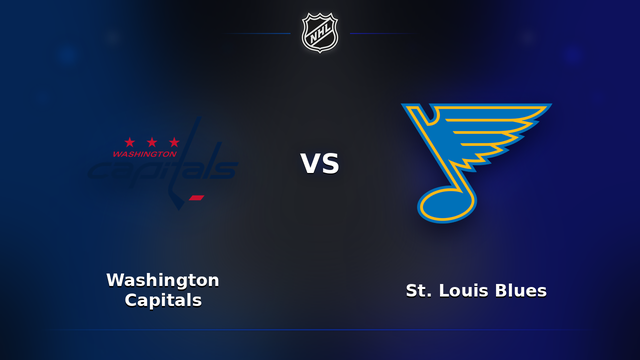 NHL
WASHINGTON
capitals
VS
Washington
Capitals
St. Louis Blues